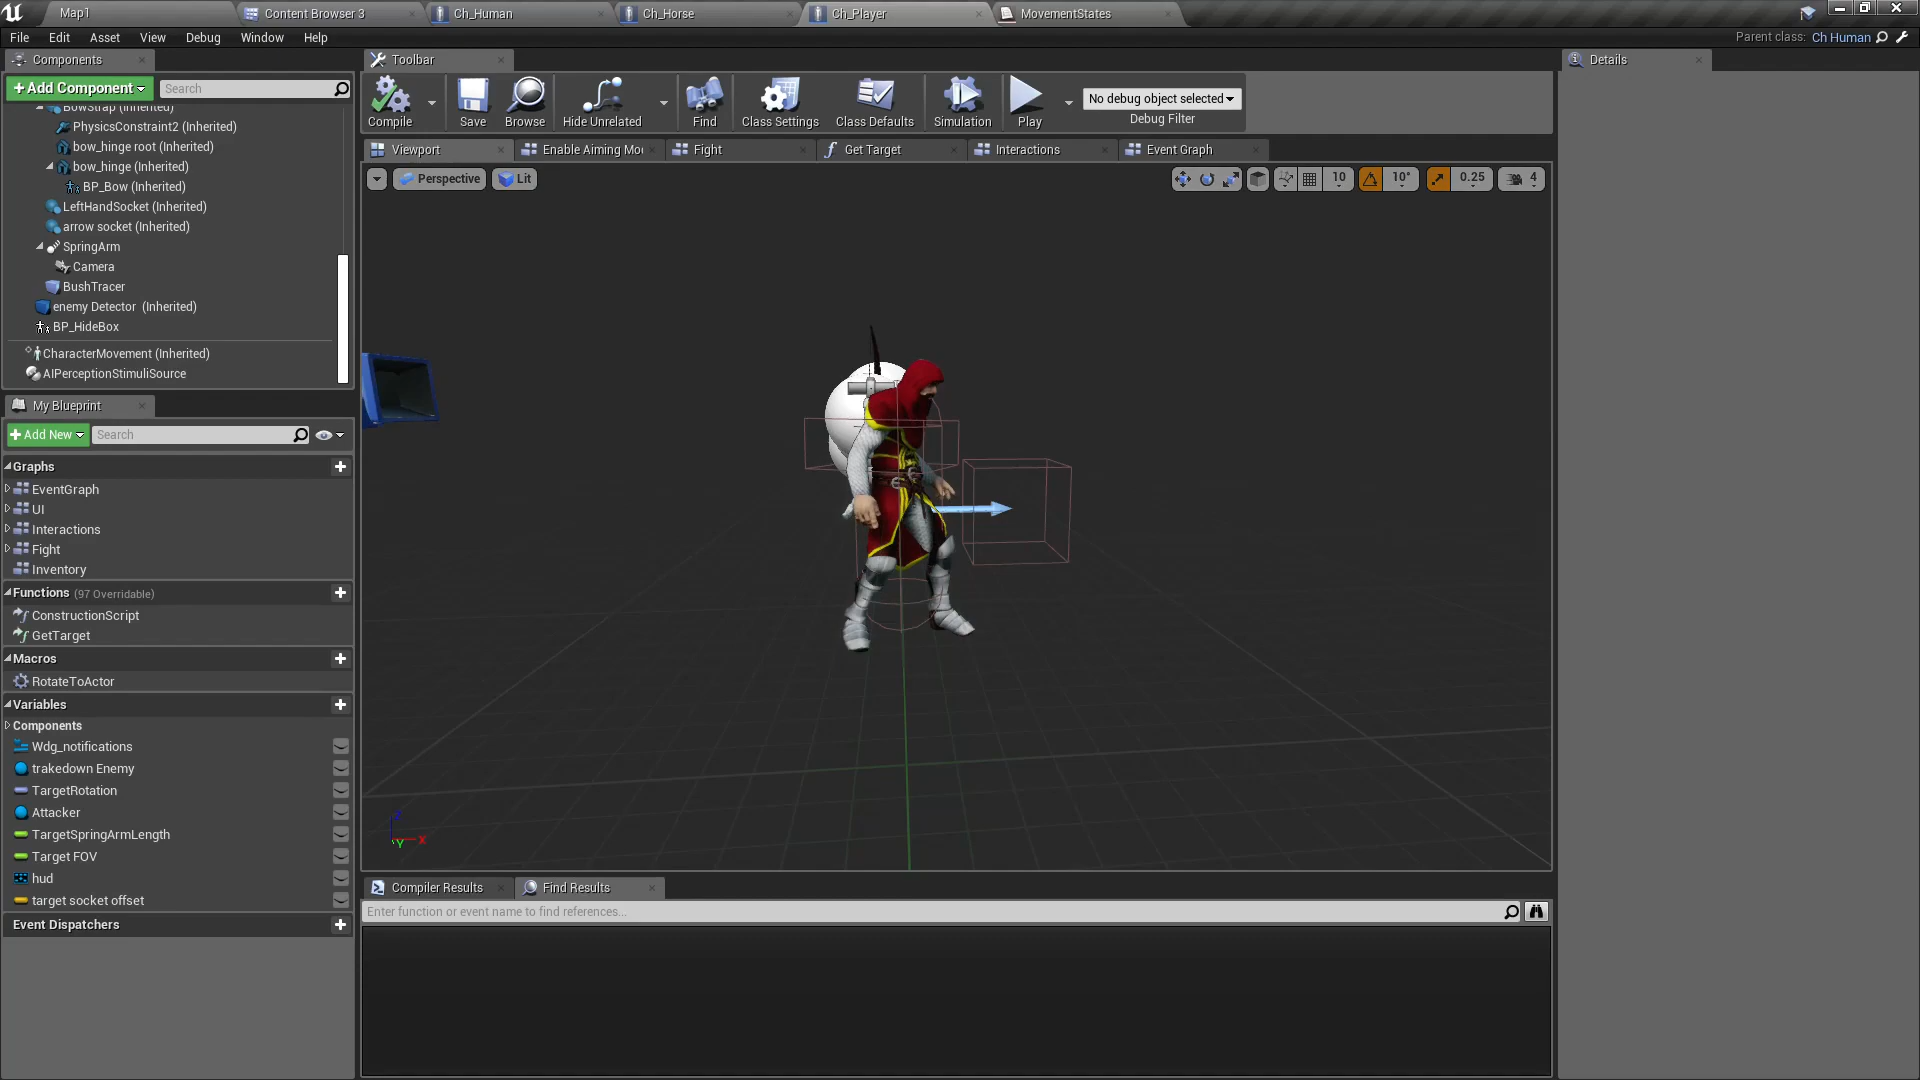 Map1
Content Browser 3
Ch_Human
Ch_Horse
Ch_Player
MovementStates
File Edit Asset View Debug Window Help
Parent class: Ch Human
Components
Toolbar
Details
+ Add Component
Search
BowStrap (Inherited)
PhysicsConstraint2 (Inherited)
bow_hinge root (Inherited)
bow_hinge (Inherited)
BP_Bow (Inherited)
LeftHandSocket (Inherited)
arrow socket (Inherited)
SpringArm
Camera
BushTracer
enemy Detector (Inherited)
BP_HideBox
CharacterMovement (Inherited)
AIPerceptionStimuliSource
Compile
Save
Browse
Hide Unrelated
Find
Class Settings
Class Defaults
Simulation
Play
No debug object selected
Debug Filter
Viewport
Enable Aiming Mo
Fight
Get Target
Interactions
Event Graph
Perspective
Lit
10
10°
0.25
4
My Blueprint
+ Add New
Search
Graphs
EventGraph
UI
Interactions
Fight
Inventory
Functions (97 Overridable)
ConstructionScript
GetTarget
Macros
RotateToActor
Variables
Components
Wdg_notifications
trakedown Enemy
TargetRotation
Attacker
TargetSpringArmLength
Target FOV
hud
target socket offset
Event Dispatchers
Z
X
Y
Compiler Results
Find Results
Enter function or event name to find references...